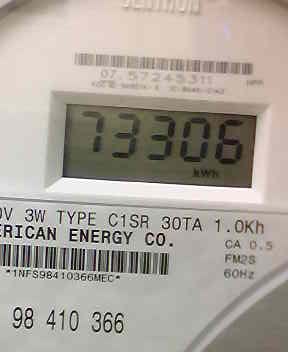 CENTRON
07.57245311
73306
kWh
V 3W TYPE C1SR 30TA 1.0Kh
ERICAN ENERGY CO.
CA 0.5
FM2S
60Hz
*1NFS98410366MEC*
98 410 366